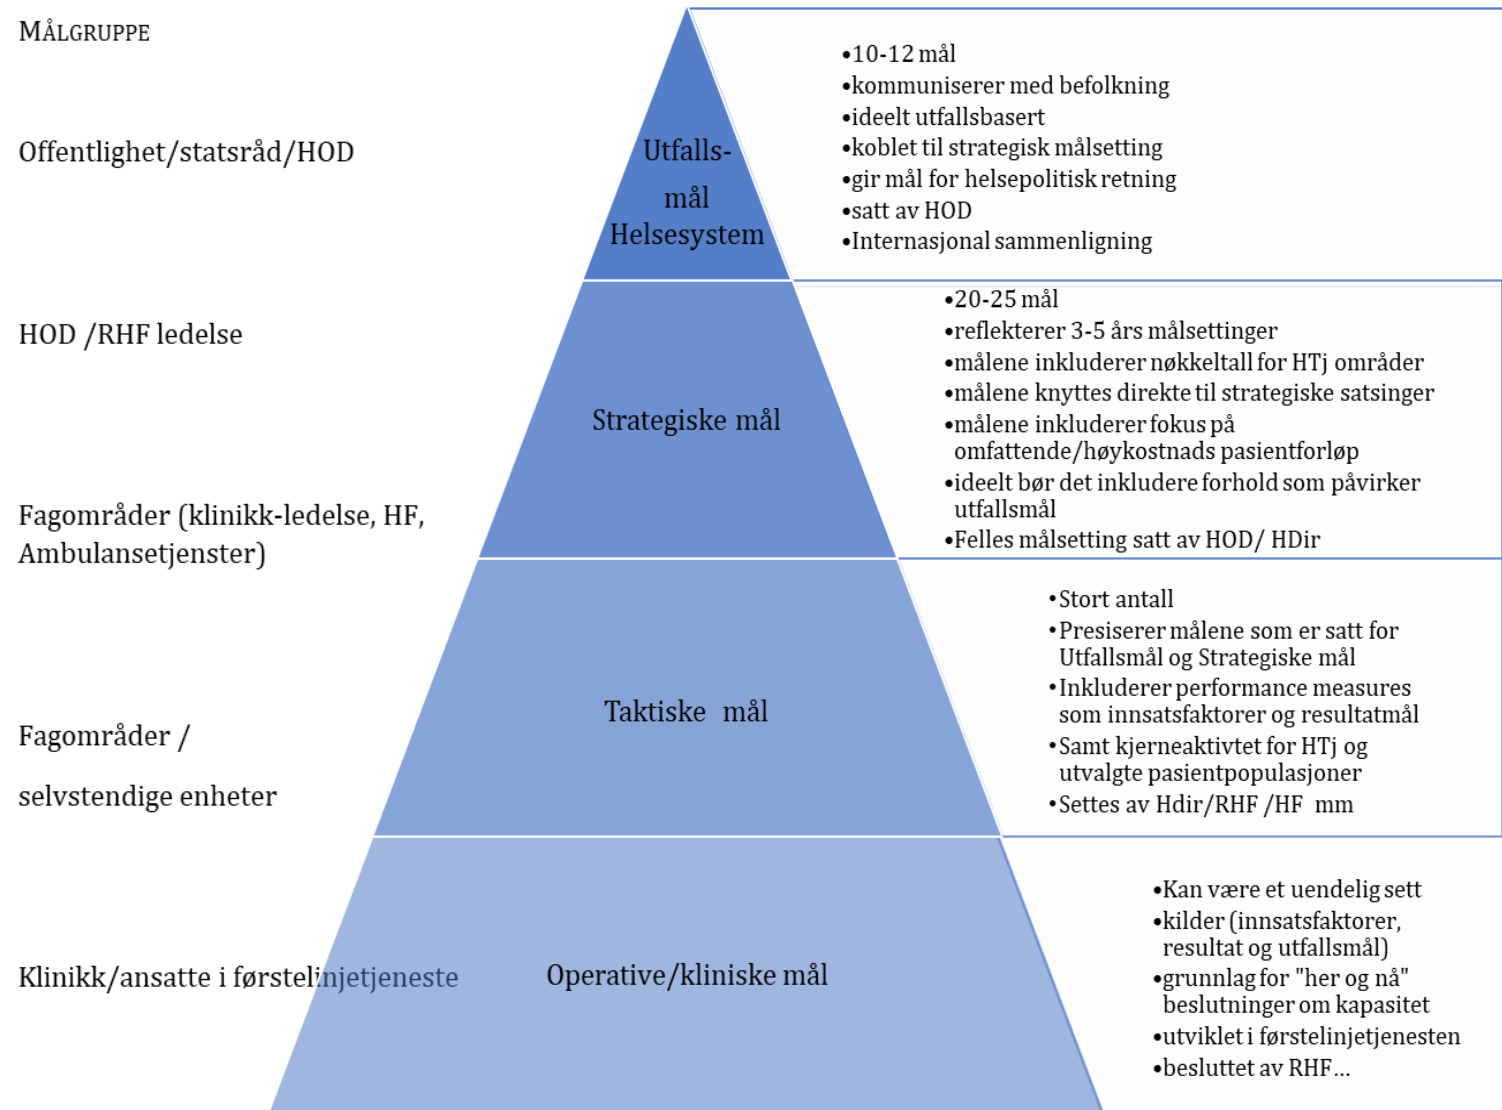 MÅLGRUPPE
Offentlighet/statsråd/HOD
Utfalls-
mål
Helsesystem
•10-12 mål
•kommuniserer med befolkning
•ideelt utfallsbasert
•koblet til strategisk målsetting
•gir mål for helsepolitisk retning
•satt av HOD
•Internasjonal sammenligning
HOD /RHF ledelse
Strategiske mål
•20-25 mål
•reflekterer 3-5 års målsettinger
•målene inkluderer nøkkeltall for HTj områder
•målene knyttes direkte til strategiske satsinger
•målene inkluderer fokus på
omfattende/høykostnads pasientforløp
•ideelt bør det inkludere forhold som påvirker
utfallsmål
•Felles målsetting satt av HOD/ HDir
Fagområder (klinikk-ledelse, HF,
Ambulansetjenster)
Taktiske mål
•Stort antall
•Presiserer målene som er satt for
Utfallsmål og Strategiske mål
•Inkluderer performance measures
som innsatsfaktorer og resultatmål
•Samt kjerneaktivtet for HTj og
utvalgte pasientpopulasjoner
•Settes av Hdir/RHF /HF mm
Fagområder /
selvstendige enheter
Klinikk/ansatte i førstelinjetjeneste
Operative/kliniske mål
•Kan være et uendelig sett
•kilder (innsatsfaktorer,
resultat og utfallsmål)
•grunnlag for "her og nå"
beslutninger om kapasitet
•utviklet i førstelinjetjenesten
•besluttet av RHF…